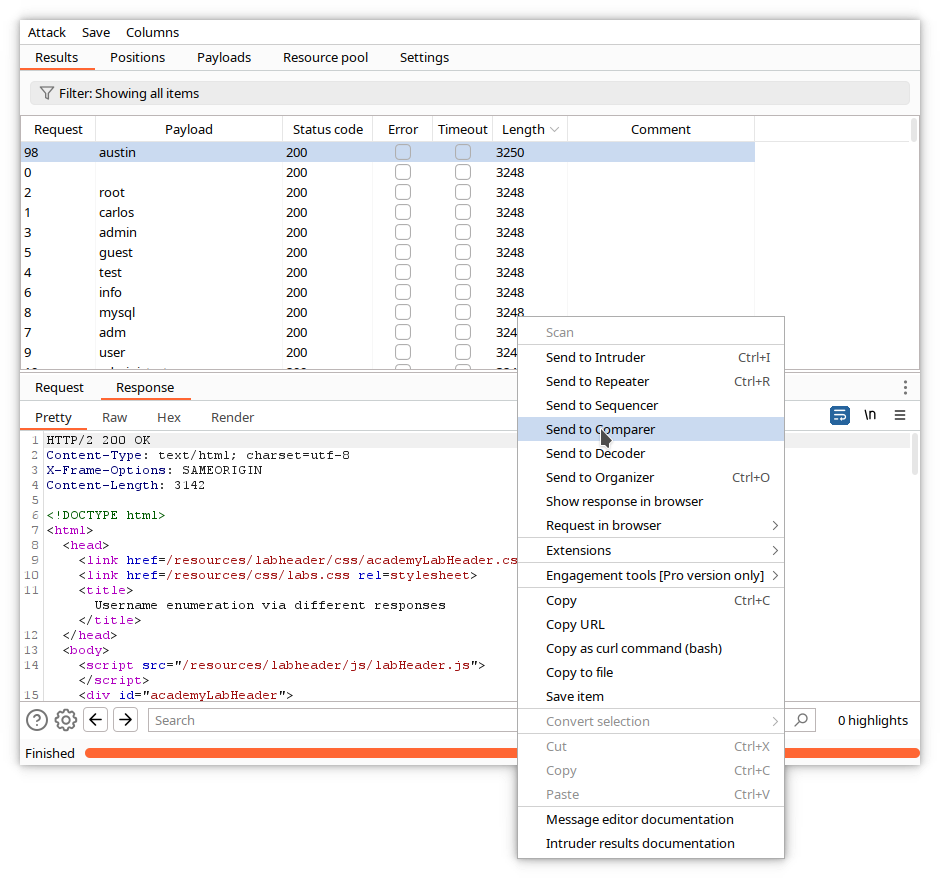 Attack Save Columns
Results Positions Payloads Resource pool Settings
Filter: Showing all items
Request Payload Status code Error Timeout Length Comment
98 austin 200 3250
0 200 3248
2 root 200 3248
1 carlos 200 3248
3 admin 200 3248
5 guest 200 3248
4 test 200 3248
6 info 200 3248
8 mysql 200 3248
7 adm 200
9 user 200
Request Response
Pretty Raw Hex Render
\n
1 HTTP/2 200 OK
2 Content-Type: text/html; charset=utf-8
3 X-Frame-Options: SAMEORIGIN
4 Content-Length: 3142
5
6 <!DOCTYPE html>
7 <html>
8 <head>
9 <link href=/resources/labheader/css/academyLabHeader.cs
10 <link href=/resources/css/labs.css rel=stylesheet>
11 <title>
Username enumeration via different responses
</title>
12 </head>
13 <body>
14 <script src="/resources/labheader/js/labHeader.js">
</script>
15 <div id="academyLabHeader">
Search
0 highlights
Finished
Scan
Send to Intruder Ctrl+I
Send to Repeater Ctrl+R
Send to Sequencer
Send to Comparer
Send to Decoder
Send to Organizer Ctrl+O
Show response in browser
Request in browser
Extensions
Engagement tools [Pro version only]
Copy Ctrl+C
Copy URL
Copy as curl command (bash)
Copy to file
Save item
Convert selection
Cut Ctrl+X
Copy Ctrl+C
Paste Ctrl+V
Message editor documentation
Intruder results documentation